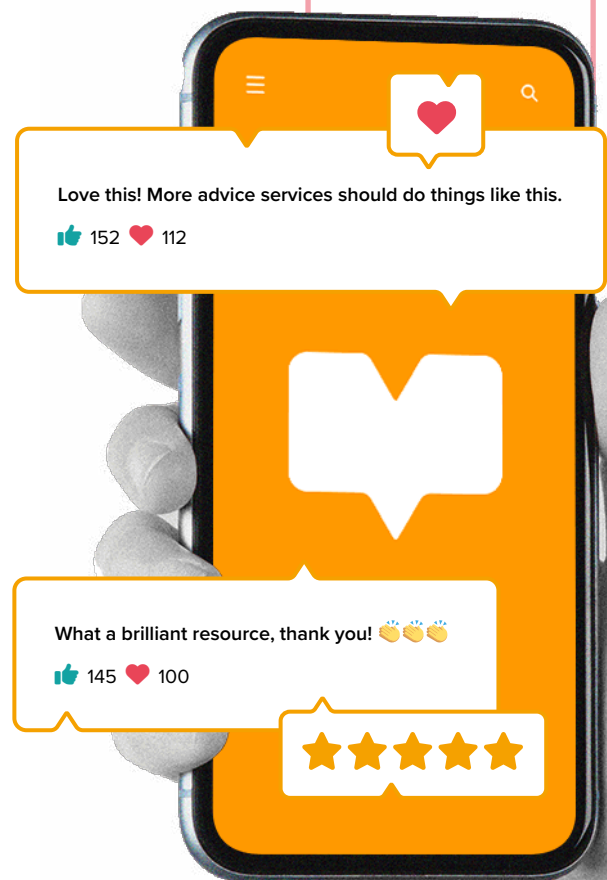 Love this! More advice services should do things like this.
152 112
What a brilliant resource, thank you! 👏👏👏
145 100